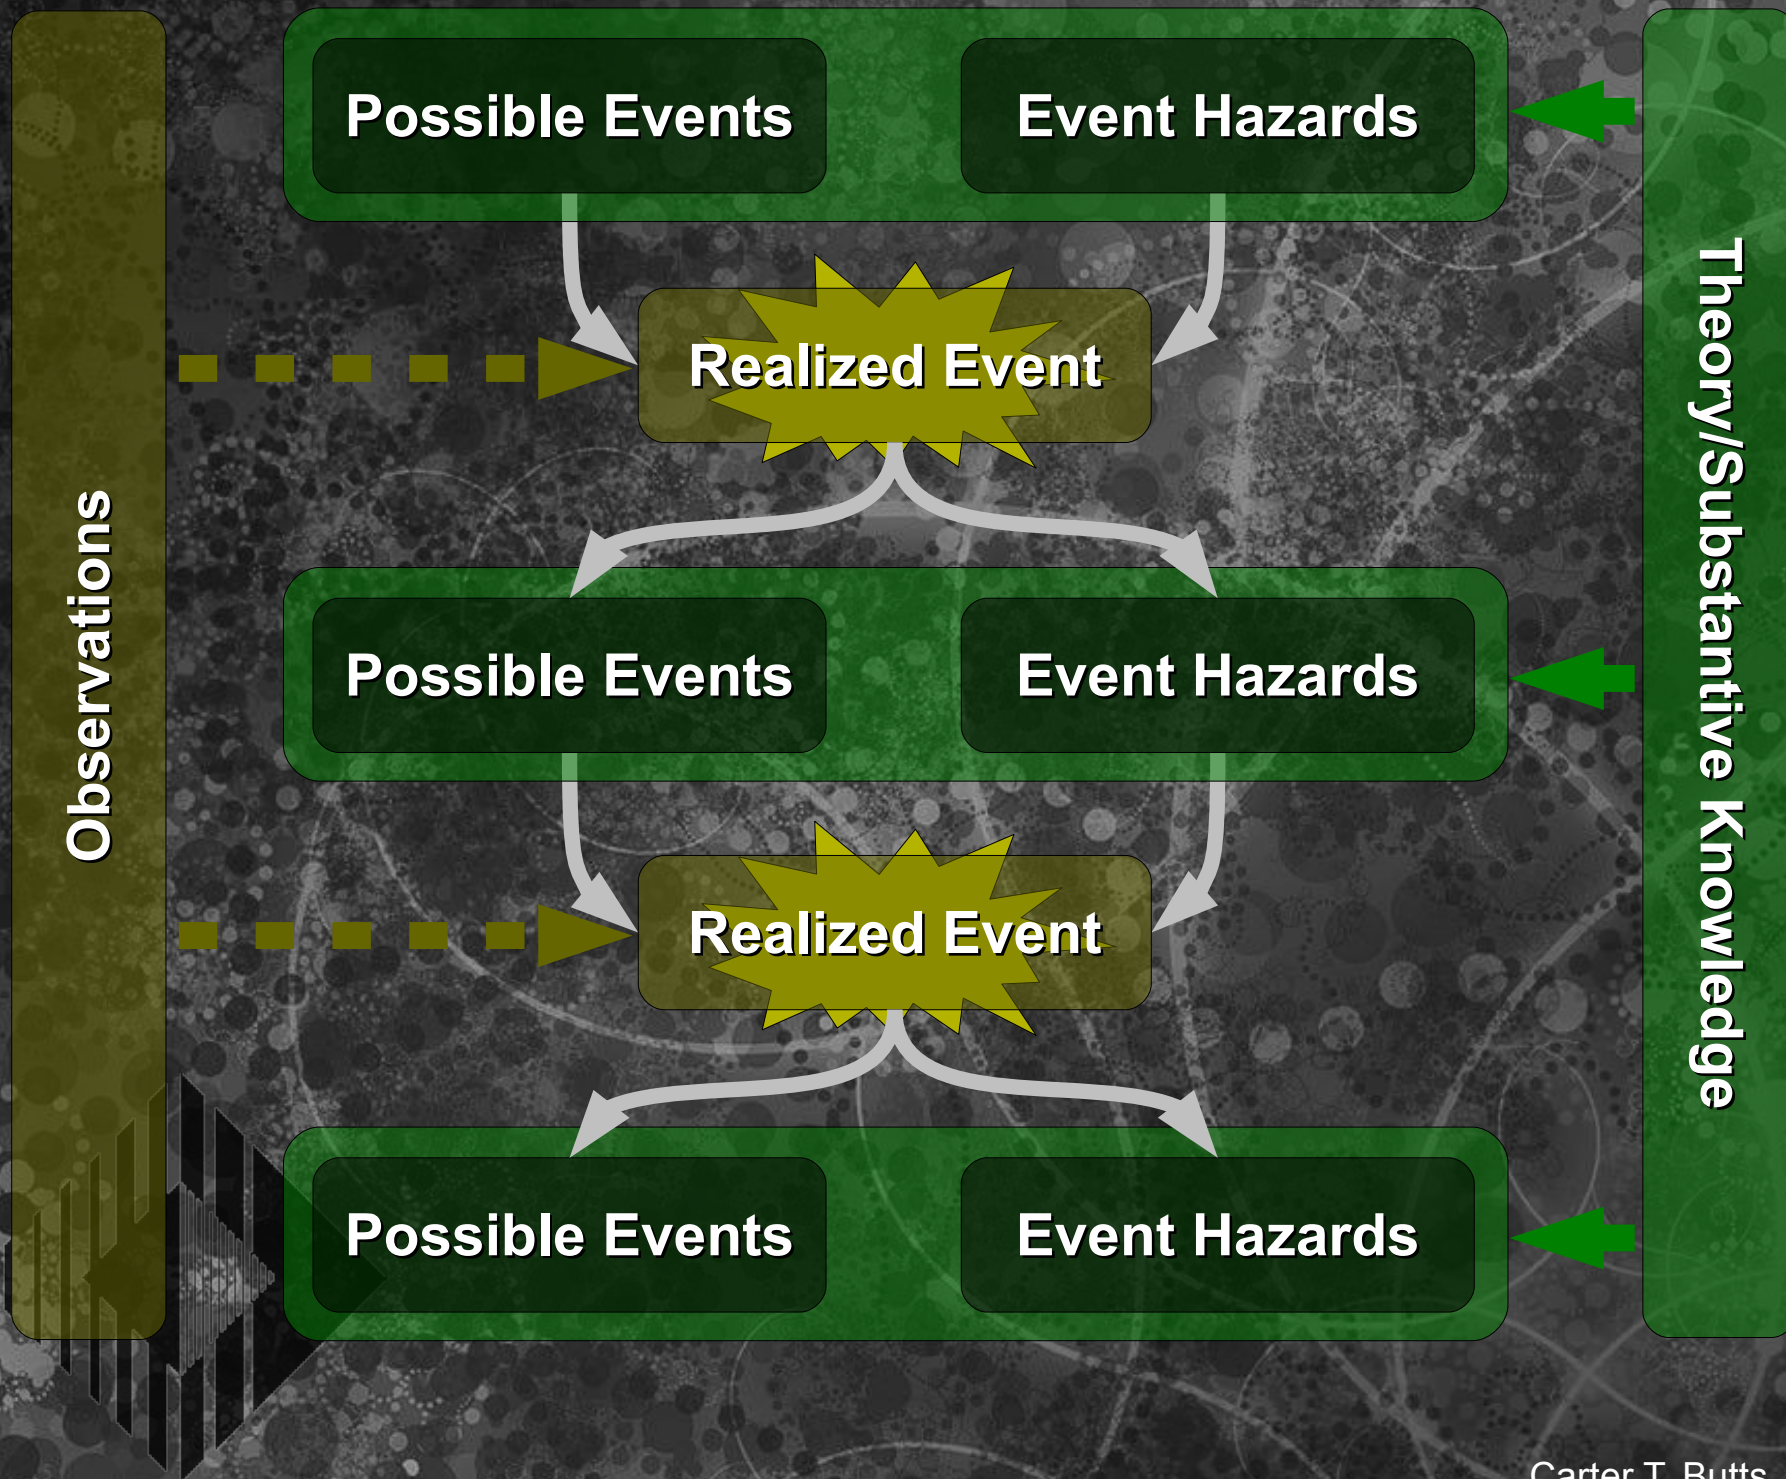 Possible Events
Event Hazards
Realized Event
Possible Events
Event Hazards
Realized Event
Possible Events
Event Hazards
Observations
Theory/Substantive Knowledge
Carter T. Butts